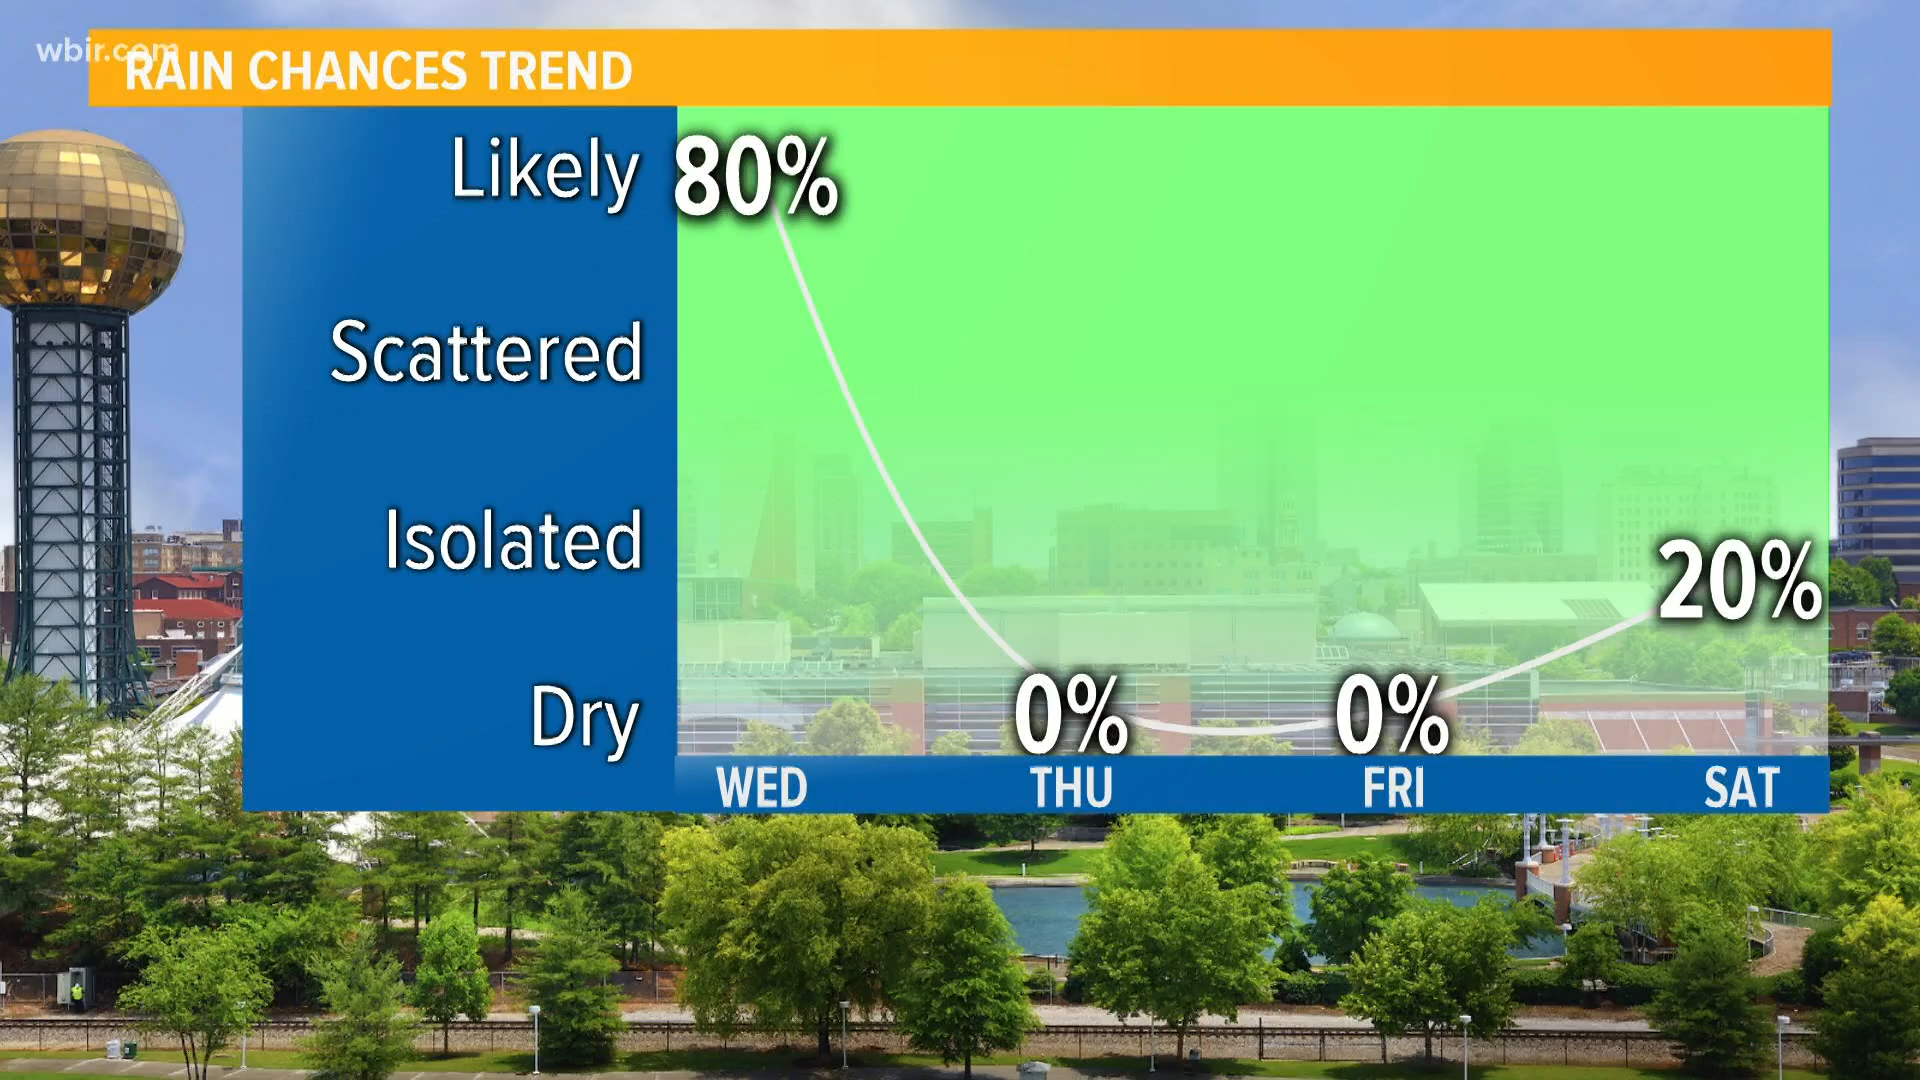 wbir.com
RAIN CHANCES TREND
Likely
80%
Scattered
Isolated
20%
Dry
0%
0%
WED THU FRI SAT